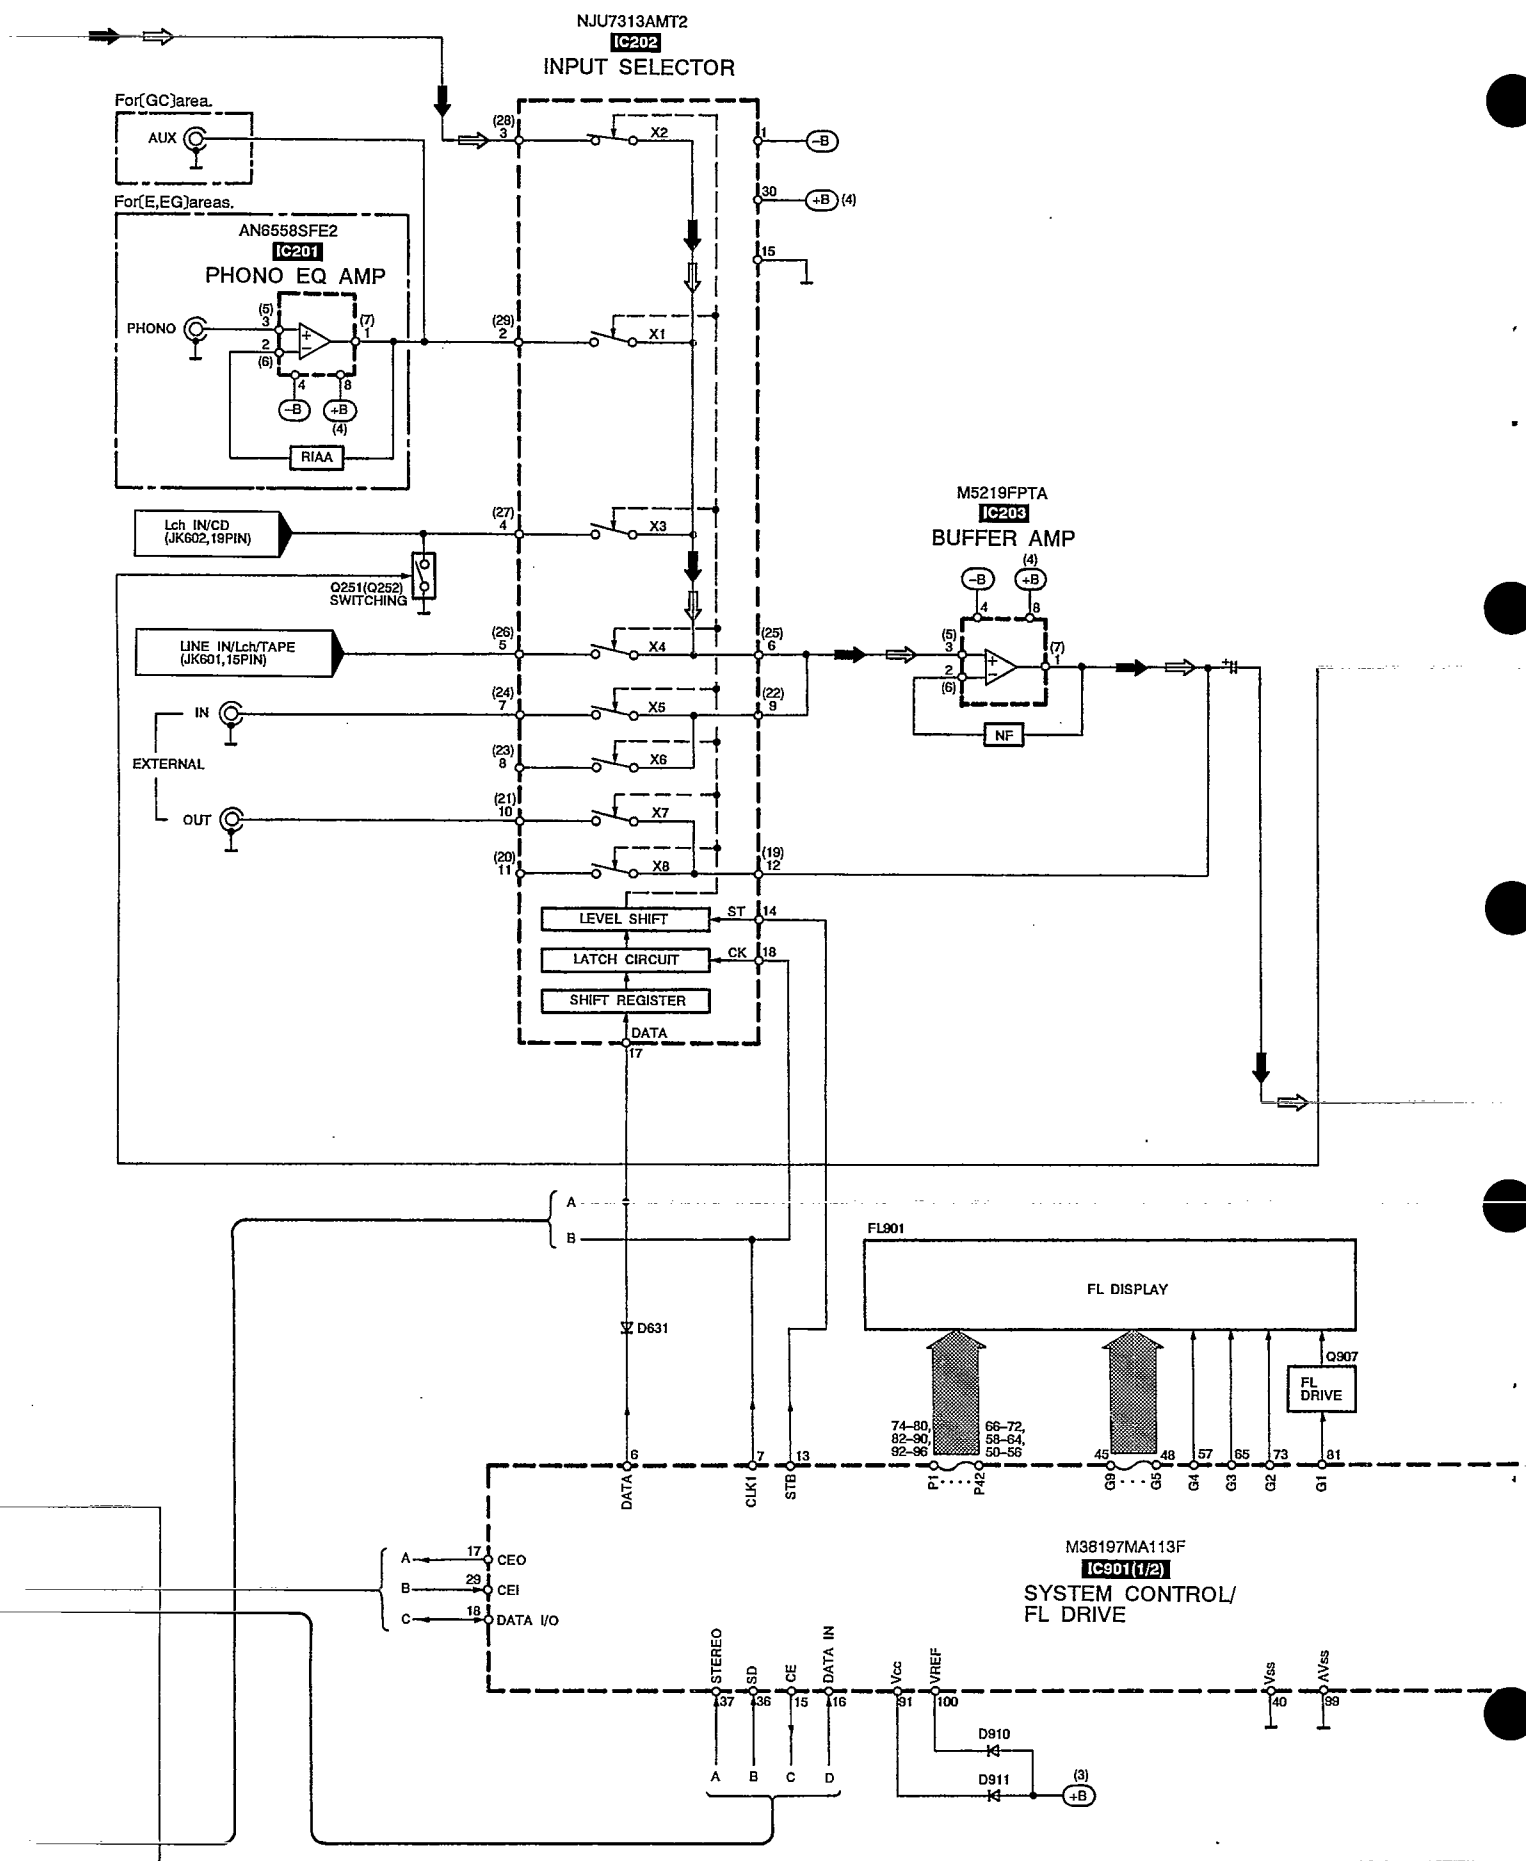 NJU7313AMT2
IC202
INPUT SELECTOR
For(GC)area.
AUX
(28)
3
X2
1
–B
30
+B (4)
15
For(E,EG)areas.
AN6558SFE2
IC201
PHONO EQ AMP
PHONO
(5)
3
2
(6)
+
–
(7)
1
4
8
–B
+B
(4)
RIAA
(29)
2
X1
Lch IN/CD
(JK602,19PIN)
(27)
4
X3
Q251(Q252)
SWITCHING
M5219FPTA
IC203
BUFFER AMP
–B
(4)
+B
4
8
LINE IN/Lch/TAPE
(JK601,15PIN)
(26)
5
X4
(25)
6
(5)
3
2
(6)
+
–
(7)
1
NF
IN
(24)
7
X5
(22)
9
EXTERNAL
(23)
8
X6
OUT
(21)
10
X7
(20)
11
X8
(19)
12
LEVEL SHIFT
ST
14
LATCH CIRCUIT
CK
18
SHIFT REGISTER
DATA
17
A
B
FL901
FL DISPLAY
D631
Q907
FL
DRIVE
74–80,
82–90,
92–96
66–72,
58–64,
50–56
6
7
13
45
48
57
65
73
81
DATA
CLK1
STB
P1
.....
P42
G9
....
G5
G4
G3
G2
G1
M38197MA113F
IC901(1/2)
SYSTEM CONTROL/
FL DRIVE
A
17
CEO
B
29
CEI
C
18
DATA I/O
STEREO
SD
CE
DATA IN
Vcc
VREF
Vss
AVss
37
36
15
16
91
100
40
99
D910
D911
(3)
+B
A
B
C
D